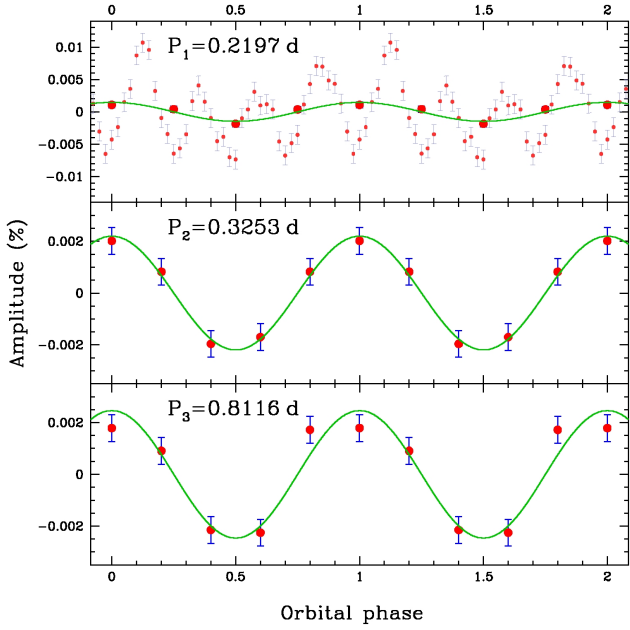 0 0.5 1 1.5 2
0.01
0.005
0
-0.005
-0.01
P₁=0.2197 d
0.002
0
-0.002
P₂=0.3253 d
0.002
0
-0.002
P₃=0.8116 d
0 0.5 1 1.5 2
Amplitude (%)
Orbital phase